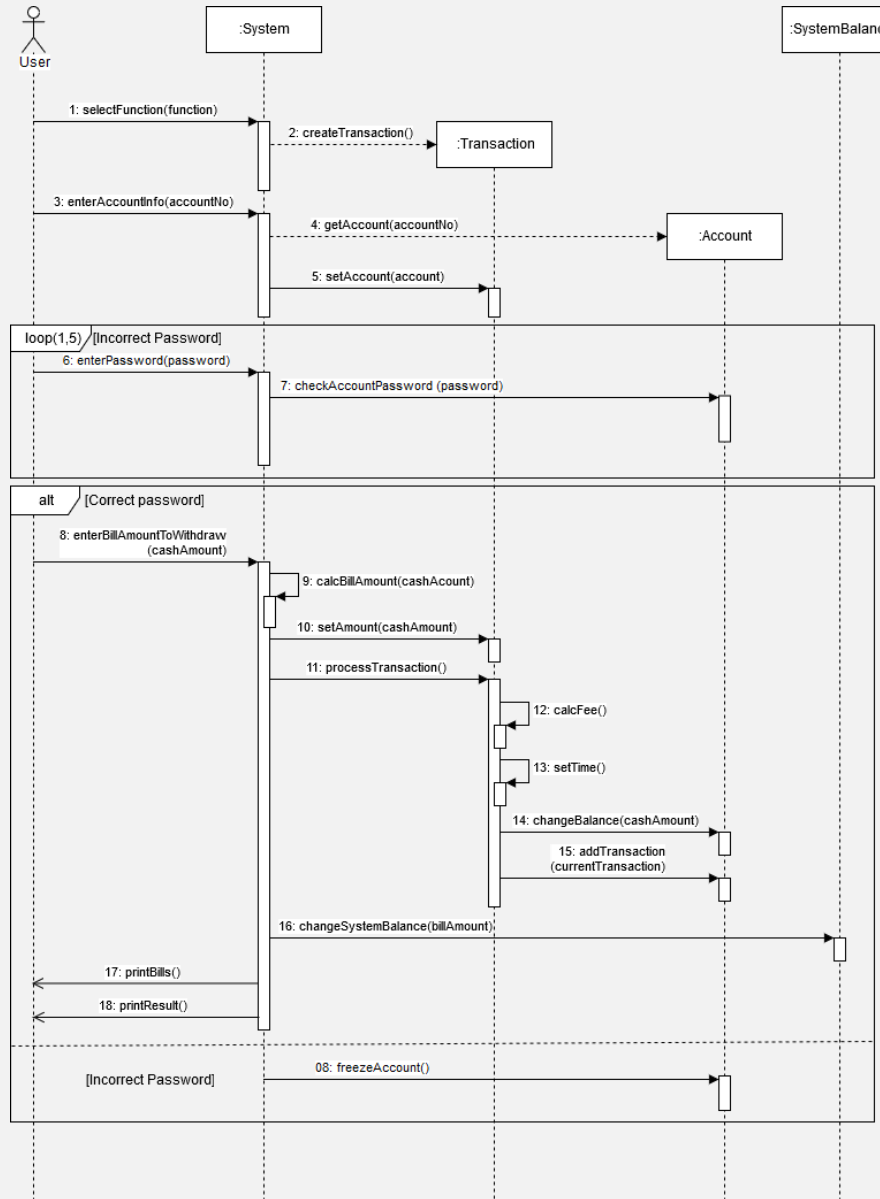 :System
:SystemBalanc
User
1: selectFunction(function)
2: createTransaction()
:Transaction
3: enterAccountInfo(accountNo)
4: getAccount(accountNo)
:Account
5: setAccount(account)
loop(1,5) [Incorrect Password]
6: enterPassword(password)
7: checkAccountPassword (password)
alt [Correct password]
8: enterBillAmountToWithdraw
(cashAmount)
9: calcBillAmount(cashAcount)
10: setAmount(cashAmount)
11: processTransaction()
12: calcFee()
13: setTime()
14: changeBalance(cashAmount)
15: addTransaction
(currentTransaction)
16: changeSystemBalance(billAmount)
17: printBills()
18: printResult()
08: freezeAccount()
[Incorrect Password]